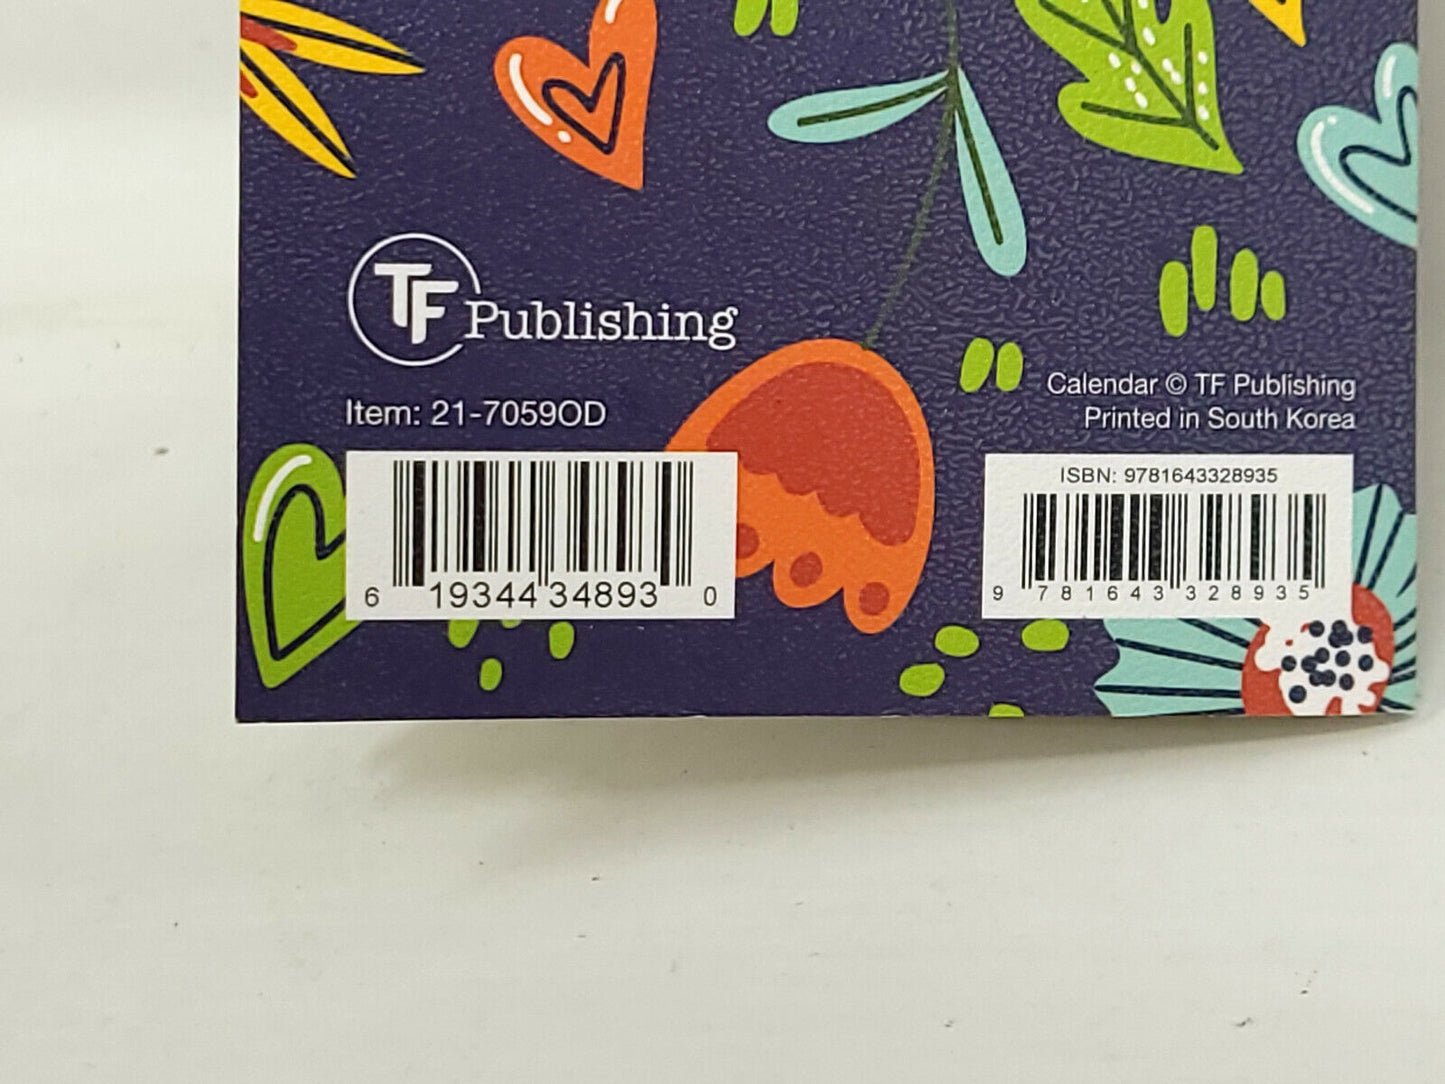 TF Publishing
Item: 21-7059OD
6 19344 34893 0
Calendar © TF Publishing
Printed in South Korea
ISBN: 9781643328935
9 781643 328935